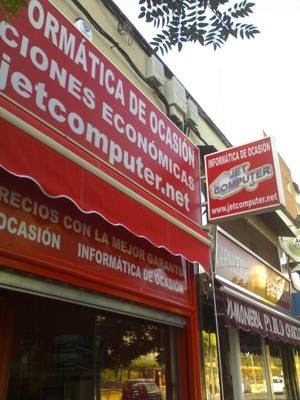 ORMÁTICA DE OCASIÓN
CIONES ECONÓMICAS
jetcomputer.net
INFORMÁTICA DE OCASIÓN
JET
COMPUTER
www.jetcomputer.net
RECIOS CON LA MEJOR GARANTÍA
OCASIÓN INFORMÁTICA DE OCASIÓN